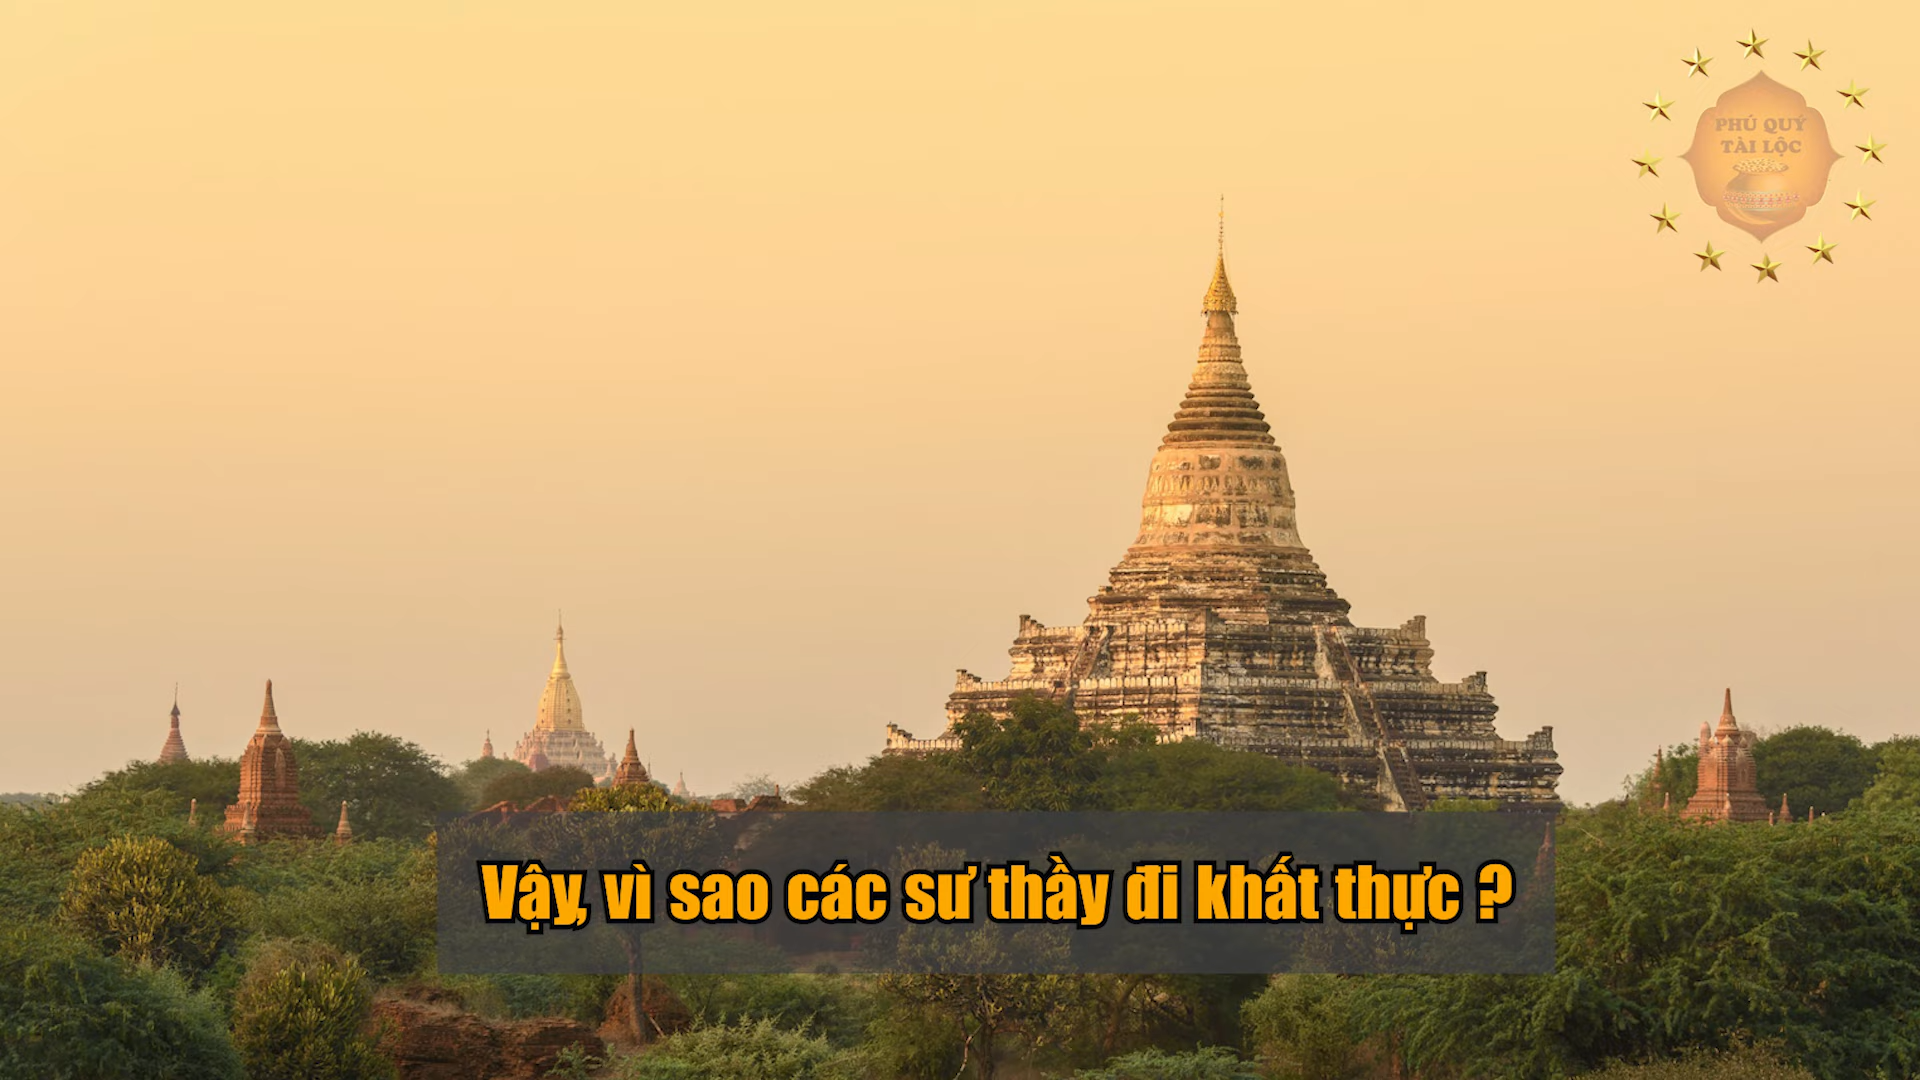 PHÚ QUÝ
TÀI LỘC
Vậy, vì sao các sư thầy đi khất thực ?